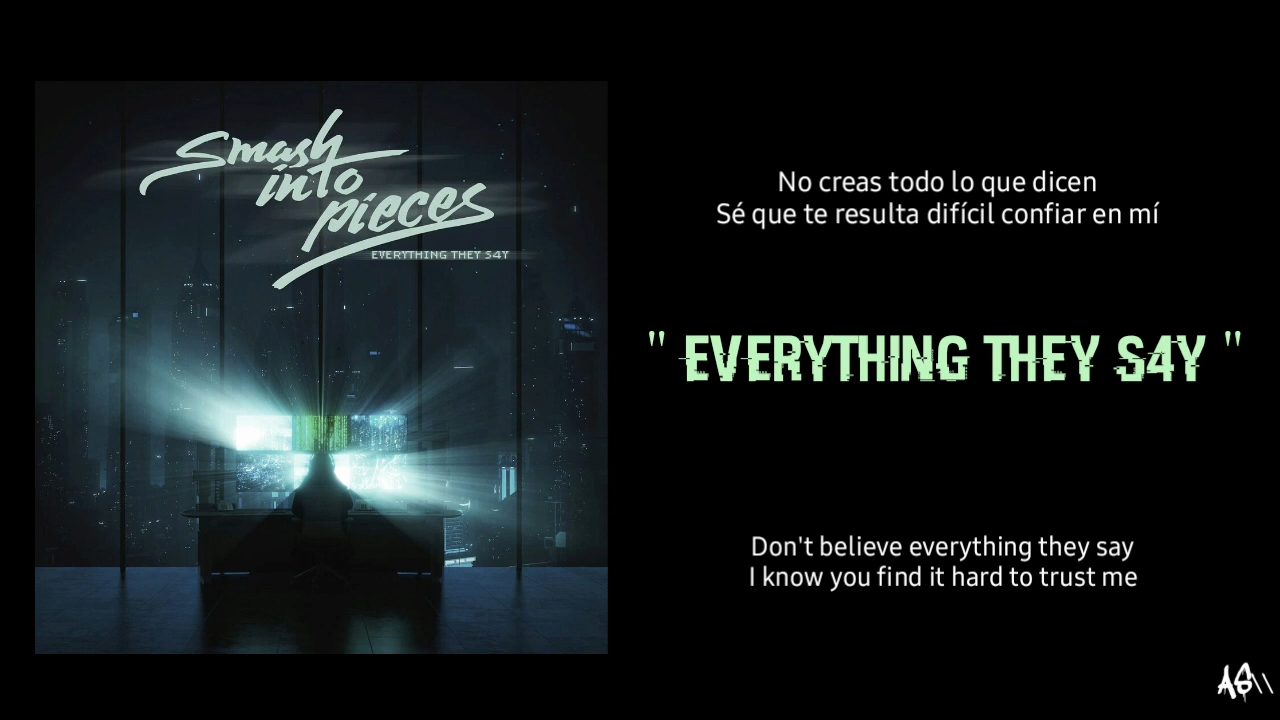 Smash
into
pieces
EVERYTHING THEY S4Y
No creas todo lo que dicen
Sé que te resulta difícil confiar en mí
" EVERYTHING THEY S4Y "
Don't believe everything they say
I know you find it hard to trust me
AS\\